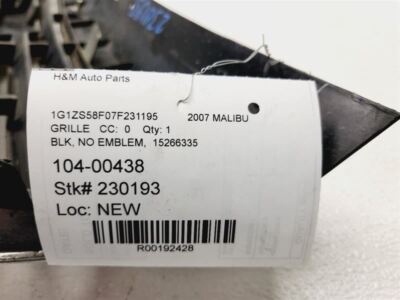 H&M Auto Parts
1G1ZS58F07F231195 2007 MALIBU
GRILLE CC: 0 Qty: 1
BLK, NO EMBLEM, 15266335
104-00438
Stk# 230193
Loc: NEW
R00192428